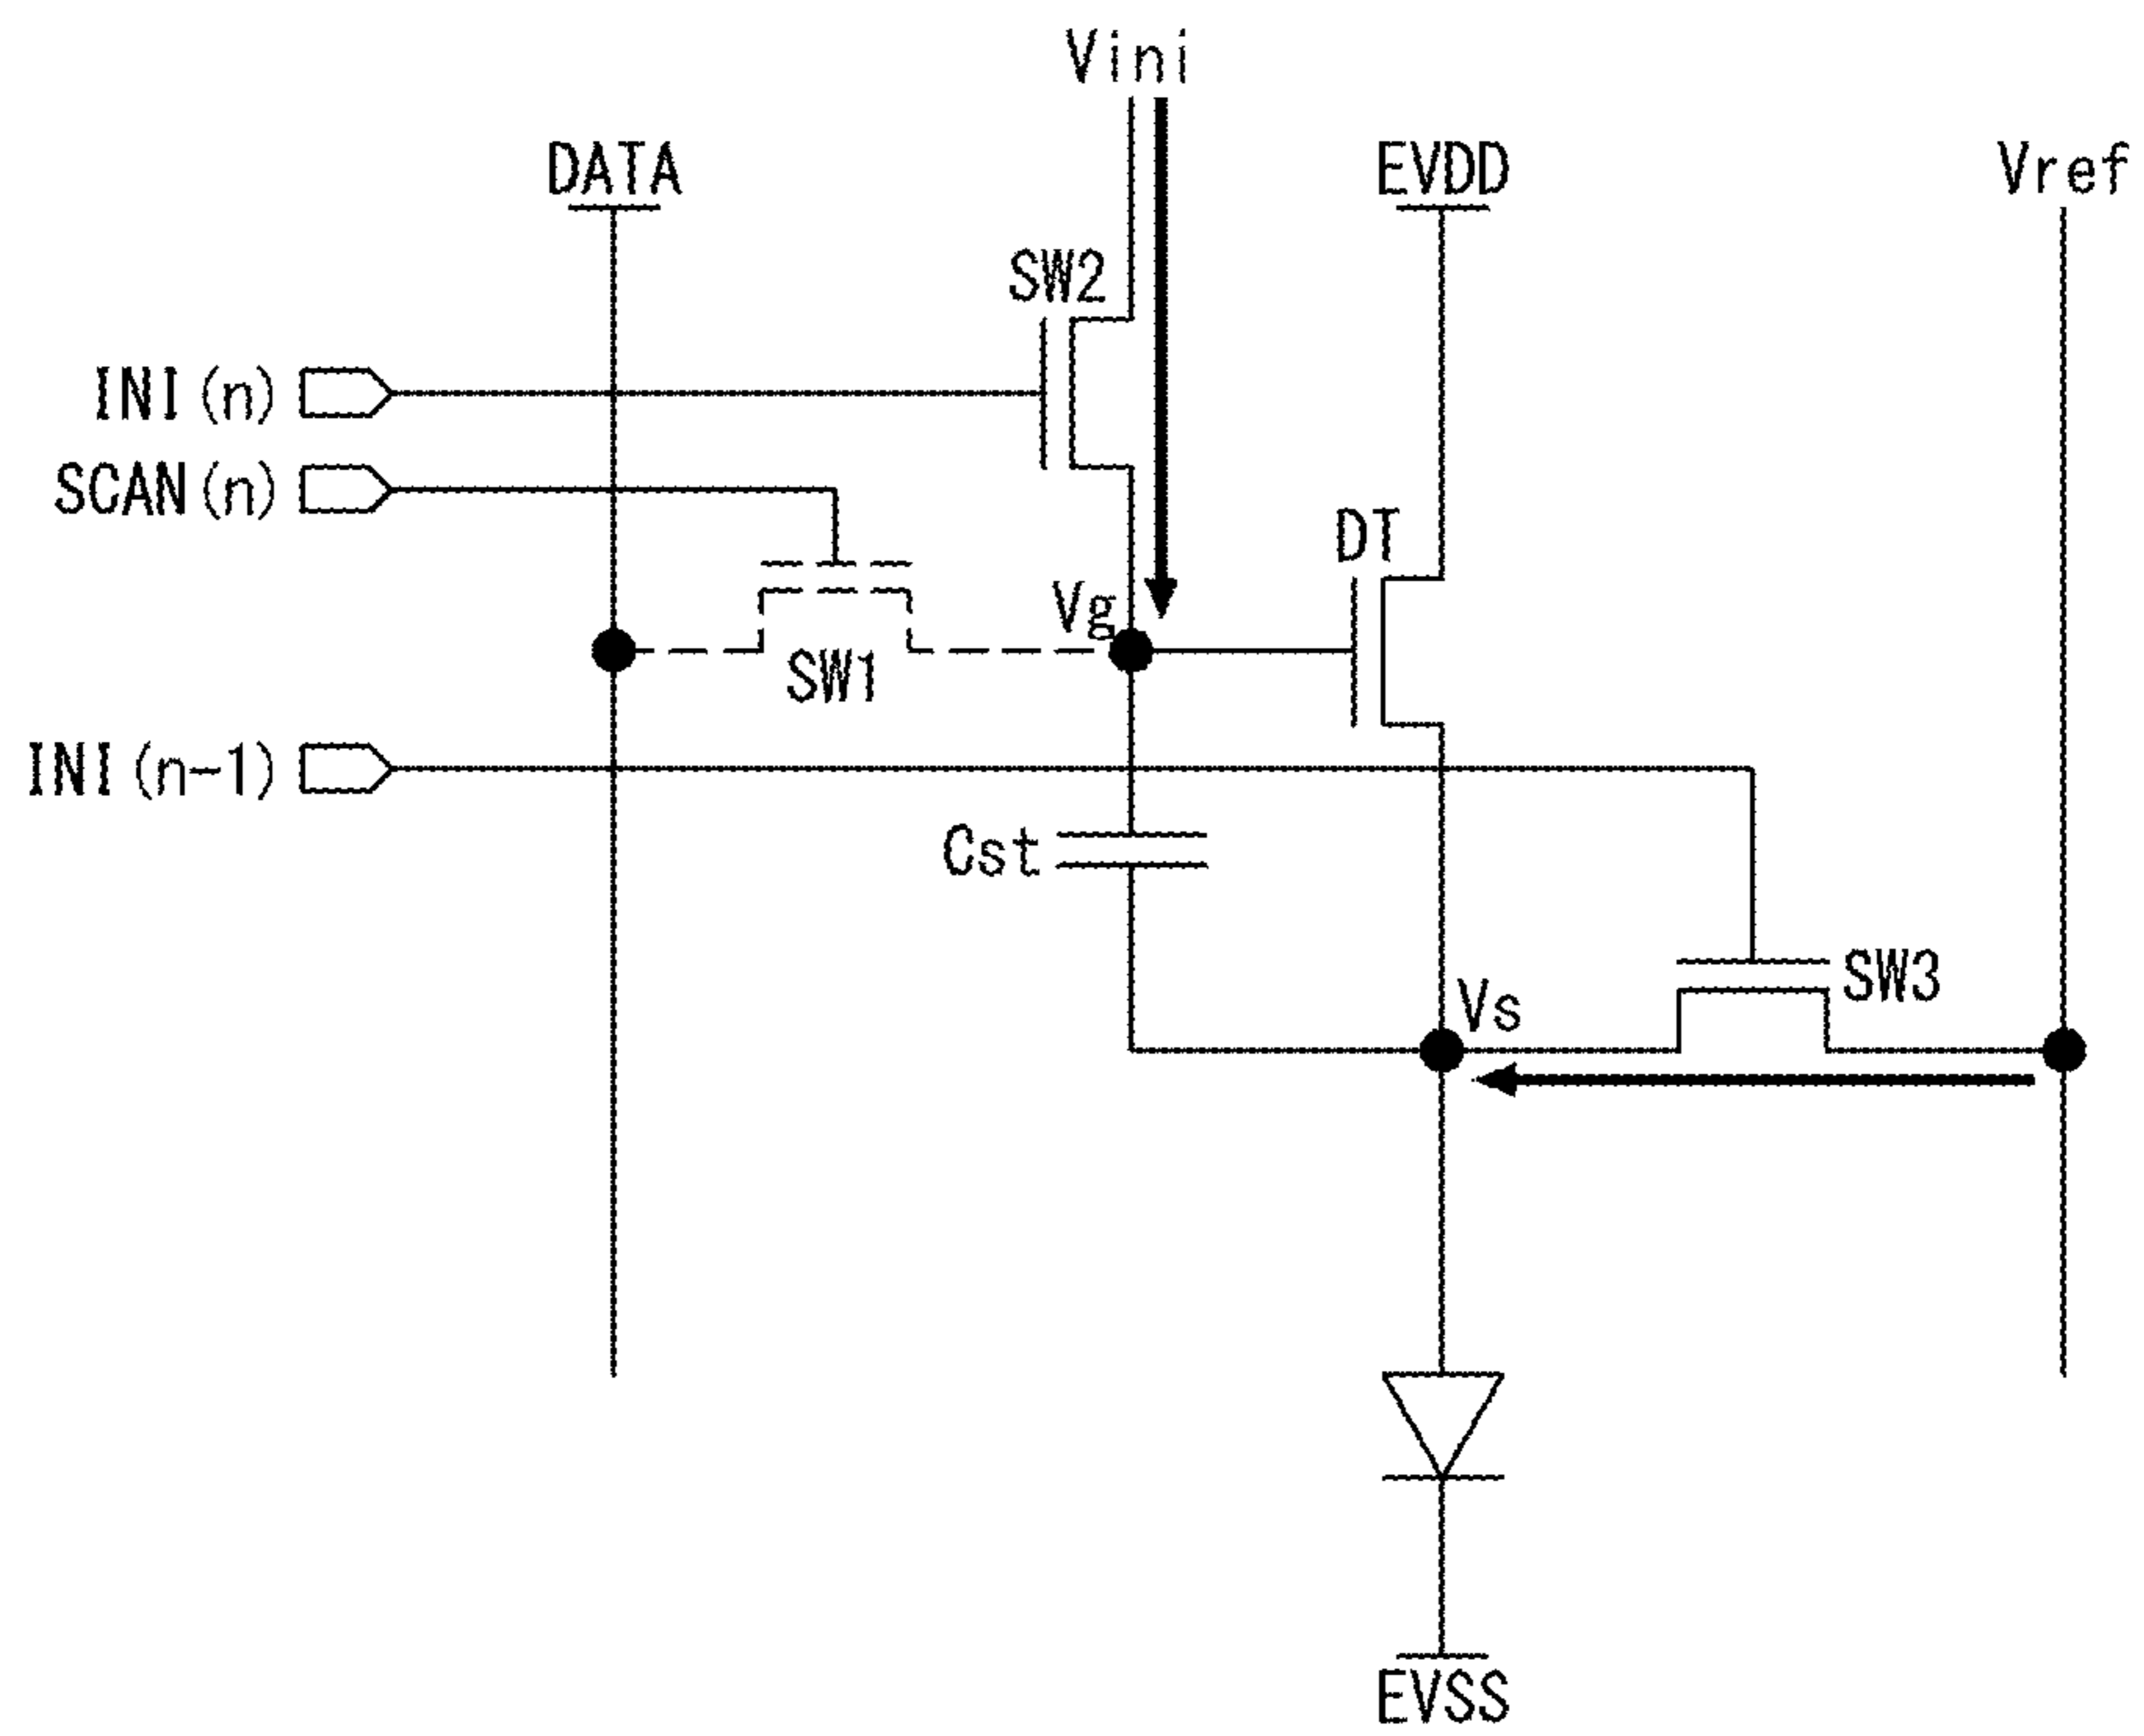 Vini
DATA
EVDD
Vref
SW2
INI(n)
SCAN(n)
DT
Vg
SW1
INI(n-1)
Cst
SW3
Vs
EVSS